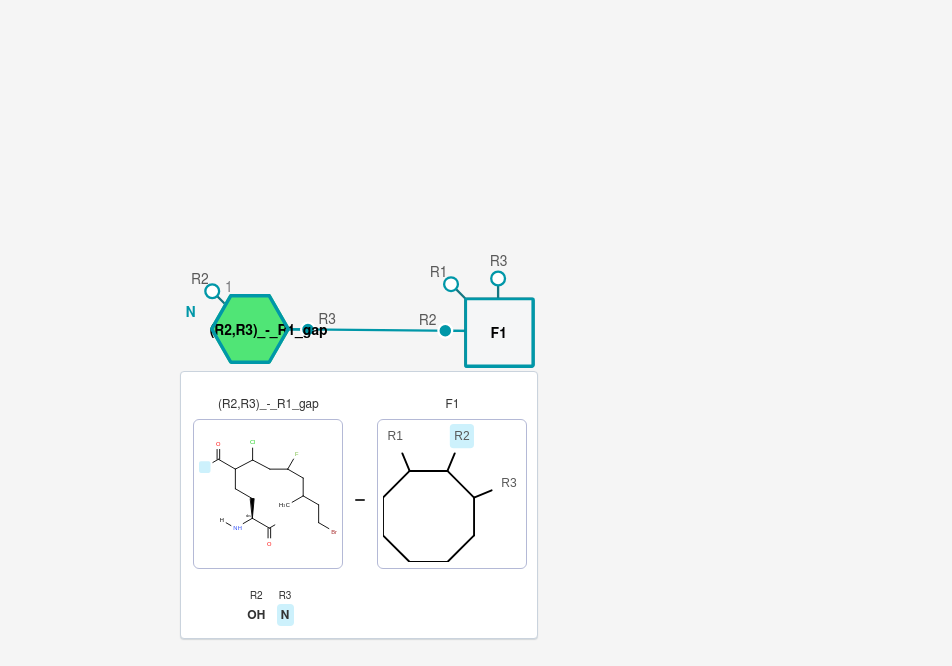 R3
R1
R2 1
N
R3 R2
(R2,R3)_-_R1_gap F1
(R2,R3)_-_R1_gap F1
R1 R2
O Cl F
R3
H₃C
H NH
O Br
–
R2 R3
OH N